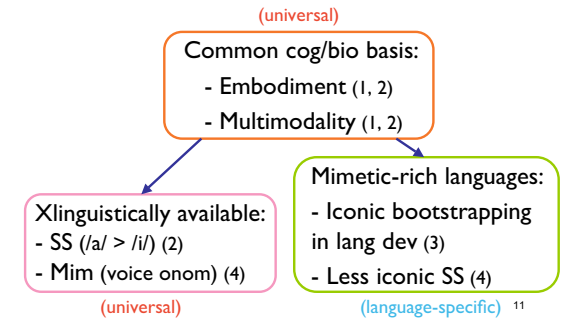 (universal)
Common cog/bio basis:
- Embodiment (1, 2)
- Multimodality (1, 2)
Xlinguistically available:
- SS (/a/ > /i/) (2)
- Mim (voice onom) (4)
(universal)
Mimetic-rich languages:
- Iconic bootstrapping
in lang dev (3)
- Less iconic SS (4)
(language-specific)
11